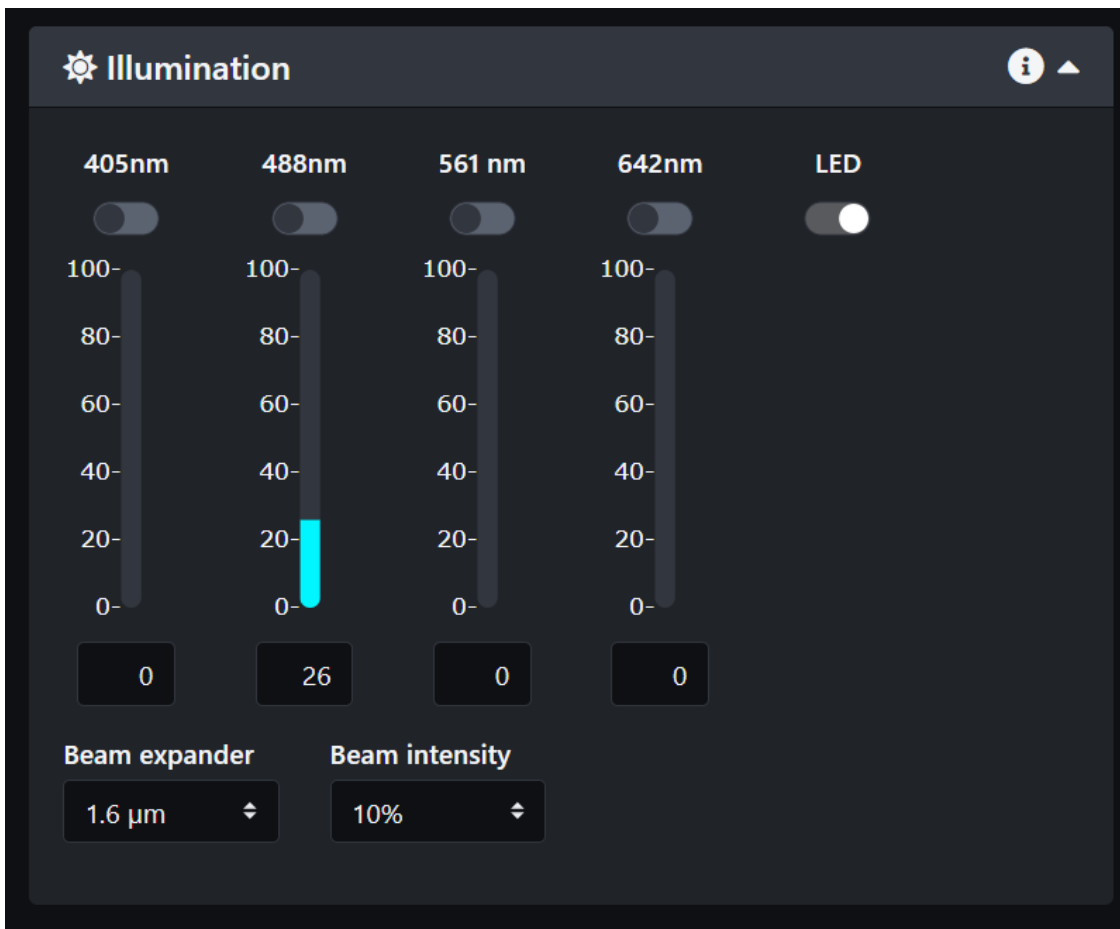 Illumination
405nm 488nm 561 nm 642nm LED
100- 100- 100- 100-
80- 80- 80- 80-
60- 60- 60- 60-
40- 40- 40- 40-
20- 20- 20- 20-
0- 0- 0- 0-
0 26 0 0
Beam expander Beam intensity
1.6 µm 10%